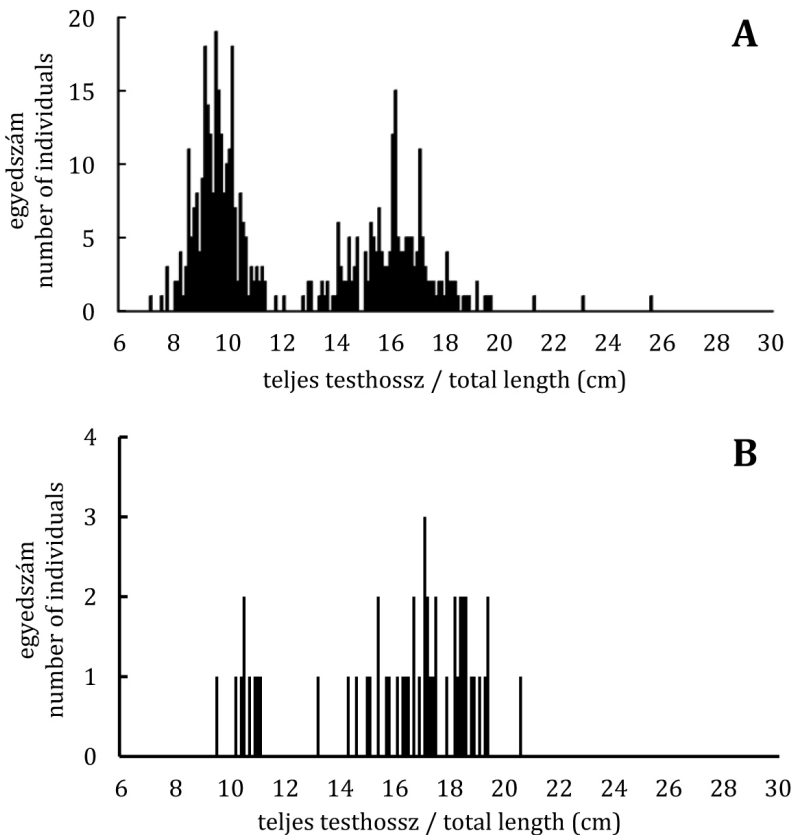 A
20
15
10
5
0
egyedszám
number of individuals
6 8 10 12 14 16 18 20 22 24 26 28 30
teljes testhossz / total length (cm)
B
4
3
2
1
0
egyedszám
number of individuals
6 8 10 12 14 16 18 20 22 24 26 28 30
teljes testhossz / total length (cm)